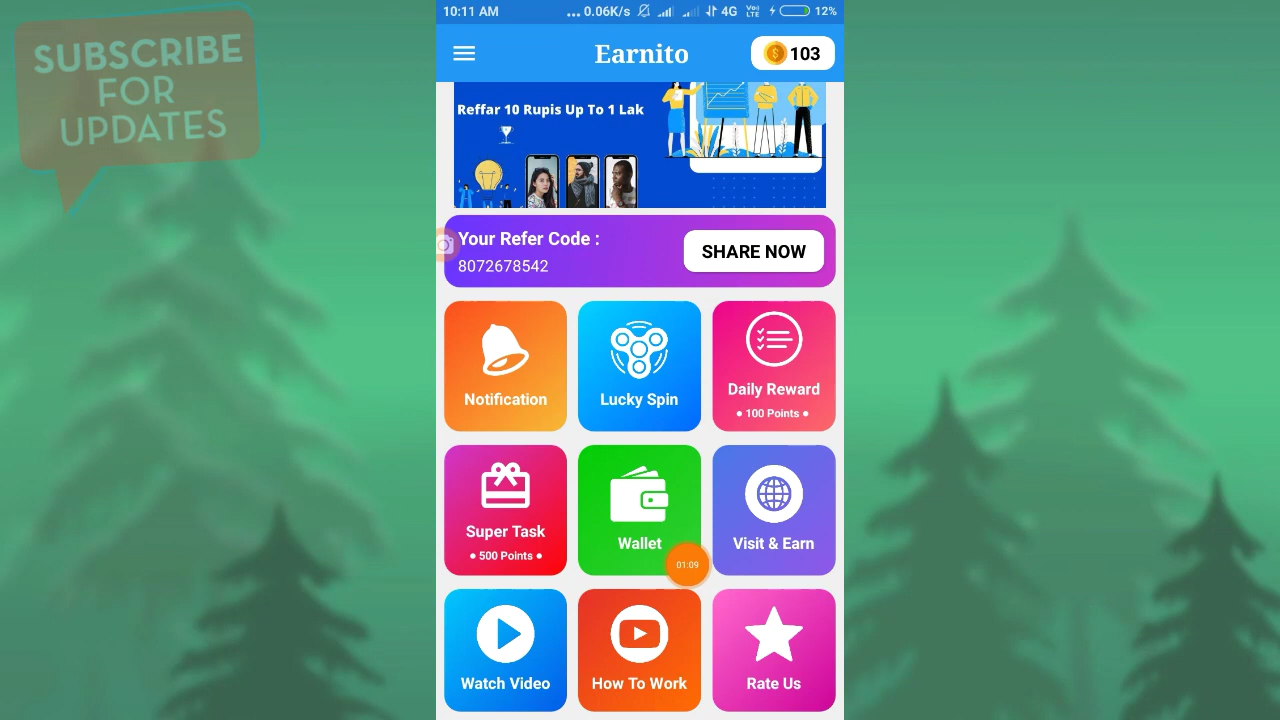 SUBSCRIBE
FOR
UPDATES
10:11 AM
... 0.06K/s 4G Vo) LTE 12%
Earnito
103
Reffar 10 Rupis Up To 1 Lak
Your Refer Code :
8072678542
SHARE NOW
Notification
Lucky Spin
Daily Reward
• 100 Points •
Super Task
• 500 Points •
Wallet
01:09
Visit & Earn
Watch Video
How To Work
Rate Us